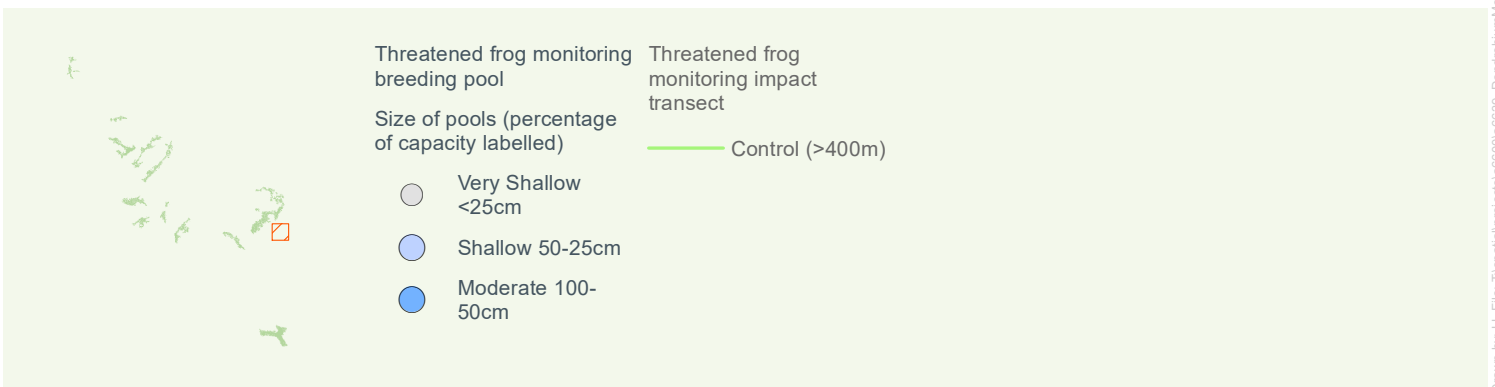 Threatened frog monitoring
breeding pool
Size of pools (percentage
of capacity labelled)
Very Shallow
<25cm
Shallow 50-25cm
Moderate 100-
50cm
Threatened frog
monitoring impact
transect
Control (>400m)